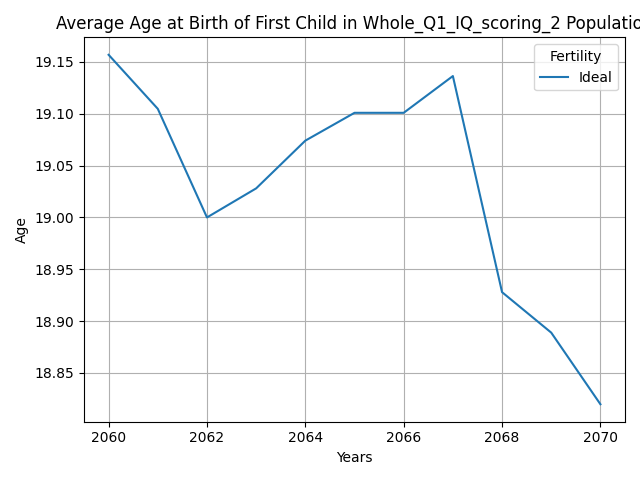 Average Age at Birth of First Child in Whole_Q1_IQ_scoring_2 Populatio
Fertility
Ideal
19.15
19.10
19.05
19.00
18.95
18.90
18.85
Age
2060 2062 2064 2066 2068 2070
Years